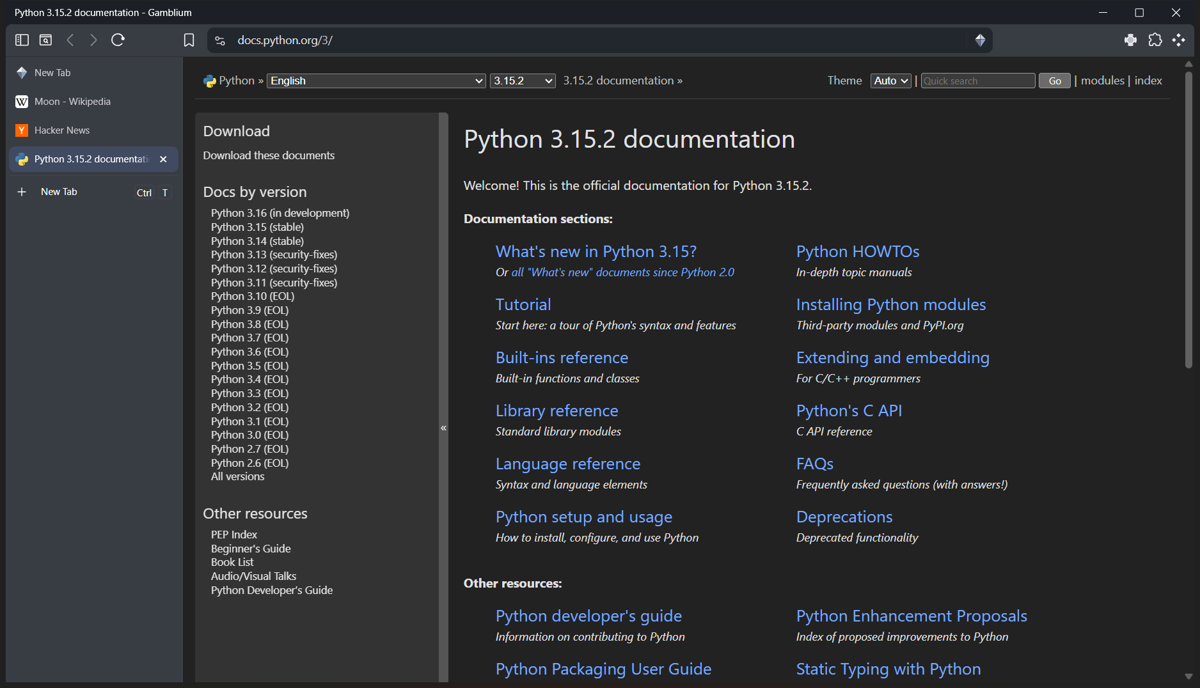 Python 3.15.2 documentation - Gamblium
docs.python.org/3/
New Tab
Moon - Wikipedia
Hacker News
Python 3.15.2 documentati
New Tab Ctrl T
Python » English 3.15.2 3.15.2 documentation »
Theme Auto | Quick search Go | modules | index
Download
Download these documents
Docs by version
Python 3.16 (in development)
Python 3.15 (stable)
Python 3.14 (stable)
Python 3.13 (security-fixes)
Python 3.12 (security-fixes)
Python 3.11 (security-fixes)
Python 3.10 (EOL)
Python 3.9 (EOL)
Python 3.8 (EOL)
Python 3.7 (EOL)
Python 3.6 (EOL)
Python 3.5 (EOL)
Python 3.4 (EOL)
Python 3.3 (EOL)
Python 3.2 (EOL)
Python 3.1 (EOL)
Python 3.0 (EOL)
Python 2.7 (EOL)
Python 2.6 (EOL)
All versions
Other resources
PEP Index
Beginner's Guide
Book List
Audio/Visual Talks
Python Developer's Guide
«
Python 3.15.2 documentation
Welcome! This is the official documentation for Python 3.15.2.
Documentation sections:
What's new in Python 3.15?
Or all "What's new" documents since Python 2.0
Tutorial
Start here: a tour of Python's syntax and features
Built-ins reference
Built-in functions and classes
Library reference
Standard library modules
Language reference
Syntax and language elements
Python setup and usage
How to install, configure, and use Python
Python HOWTOs
In-depth topic manuals
Installing Python modules
Third-party modules and PyPI.org
Extending and embedding
For C/C++ programmers
Python's C API
C API reference
FAQs
Frequently asked questions (with answers!)
Deprecations
Deprecated functionality
Other resources:
Python developer's guide
Information on contributing to Python
Python Packaging User Guide
Python Enhancement Proposals
Index of proposed improvements to Python
Static Typing with Python